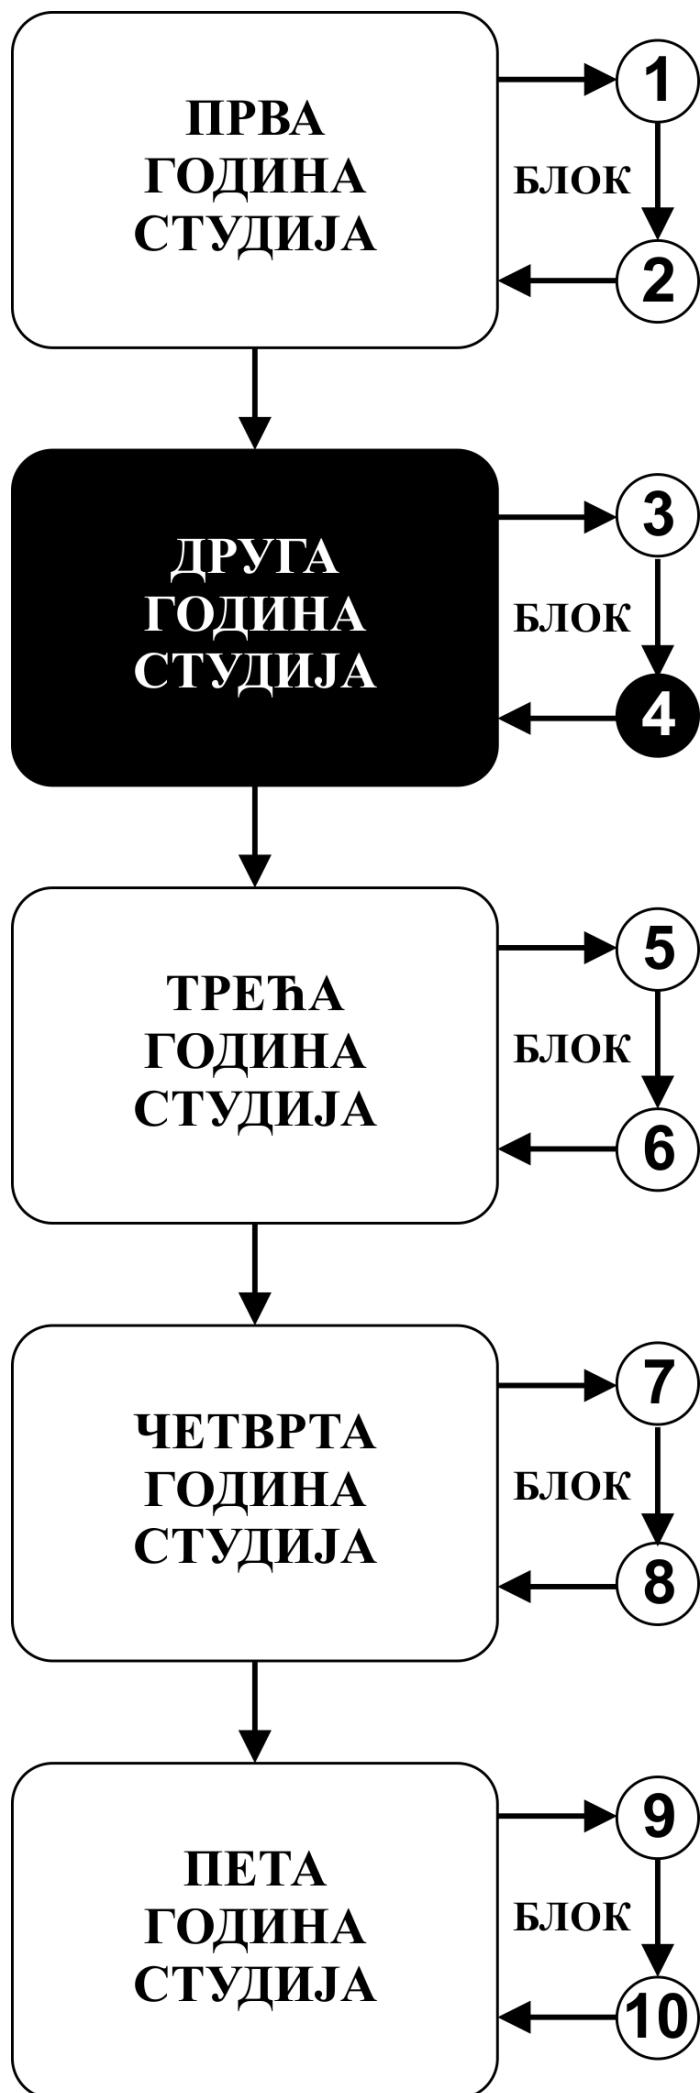 ПРВА
ГОДИНА
СТУДИЈА
1
БЛОК
2
ДРУГА
ГОДИНА
СТУДИЈА
3
БЛОК
4
ТРЕЋА
ГОДИНА
СТУДИЈА
5
БЛОК
6
ЧЕТВРТА
ГОДИНА
СТУДИЈА
7
БЛОК
8
ПЕТА
ГОДИНА
СТУДИЈА
9
БЛОК
10